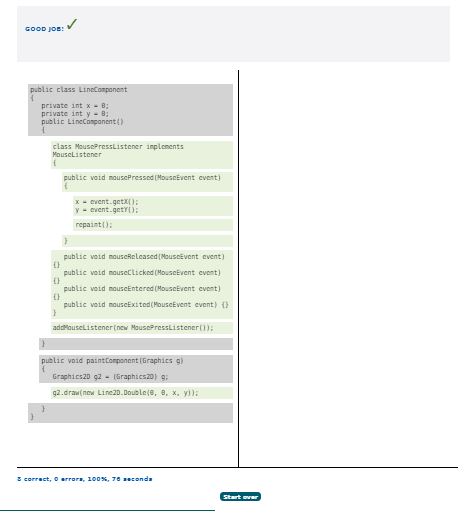 GOOD JOB! ✓
public class LineComponent
{
private int x = 0;
private int y = 0;
public LineComponent()
{
class MousePressListener implements
MouseListener
{
public void mousePressed(MouseEvent event)
{
x = event.getX();
y = event.getY();
repaint();
}
public void mouseReleased(MouseEvent event)
{}
public void mouseClicked(MouseEvent event)
{}
public void mouseEntered(MouseEvent event)
{}
public void mouseExited(MouseEvent event) {}
}
addMouseListener(new MousePressListener());
}
public void paintComponent(Graphics g)
{
Graphics2D g2 = (Graphics2D) g;
g2.draw(new Line2D.Double(0, 0, x, y));
}
}
8 correct, 0 errors, 100%, 76 seconds
Start over